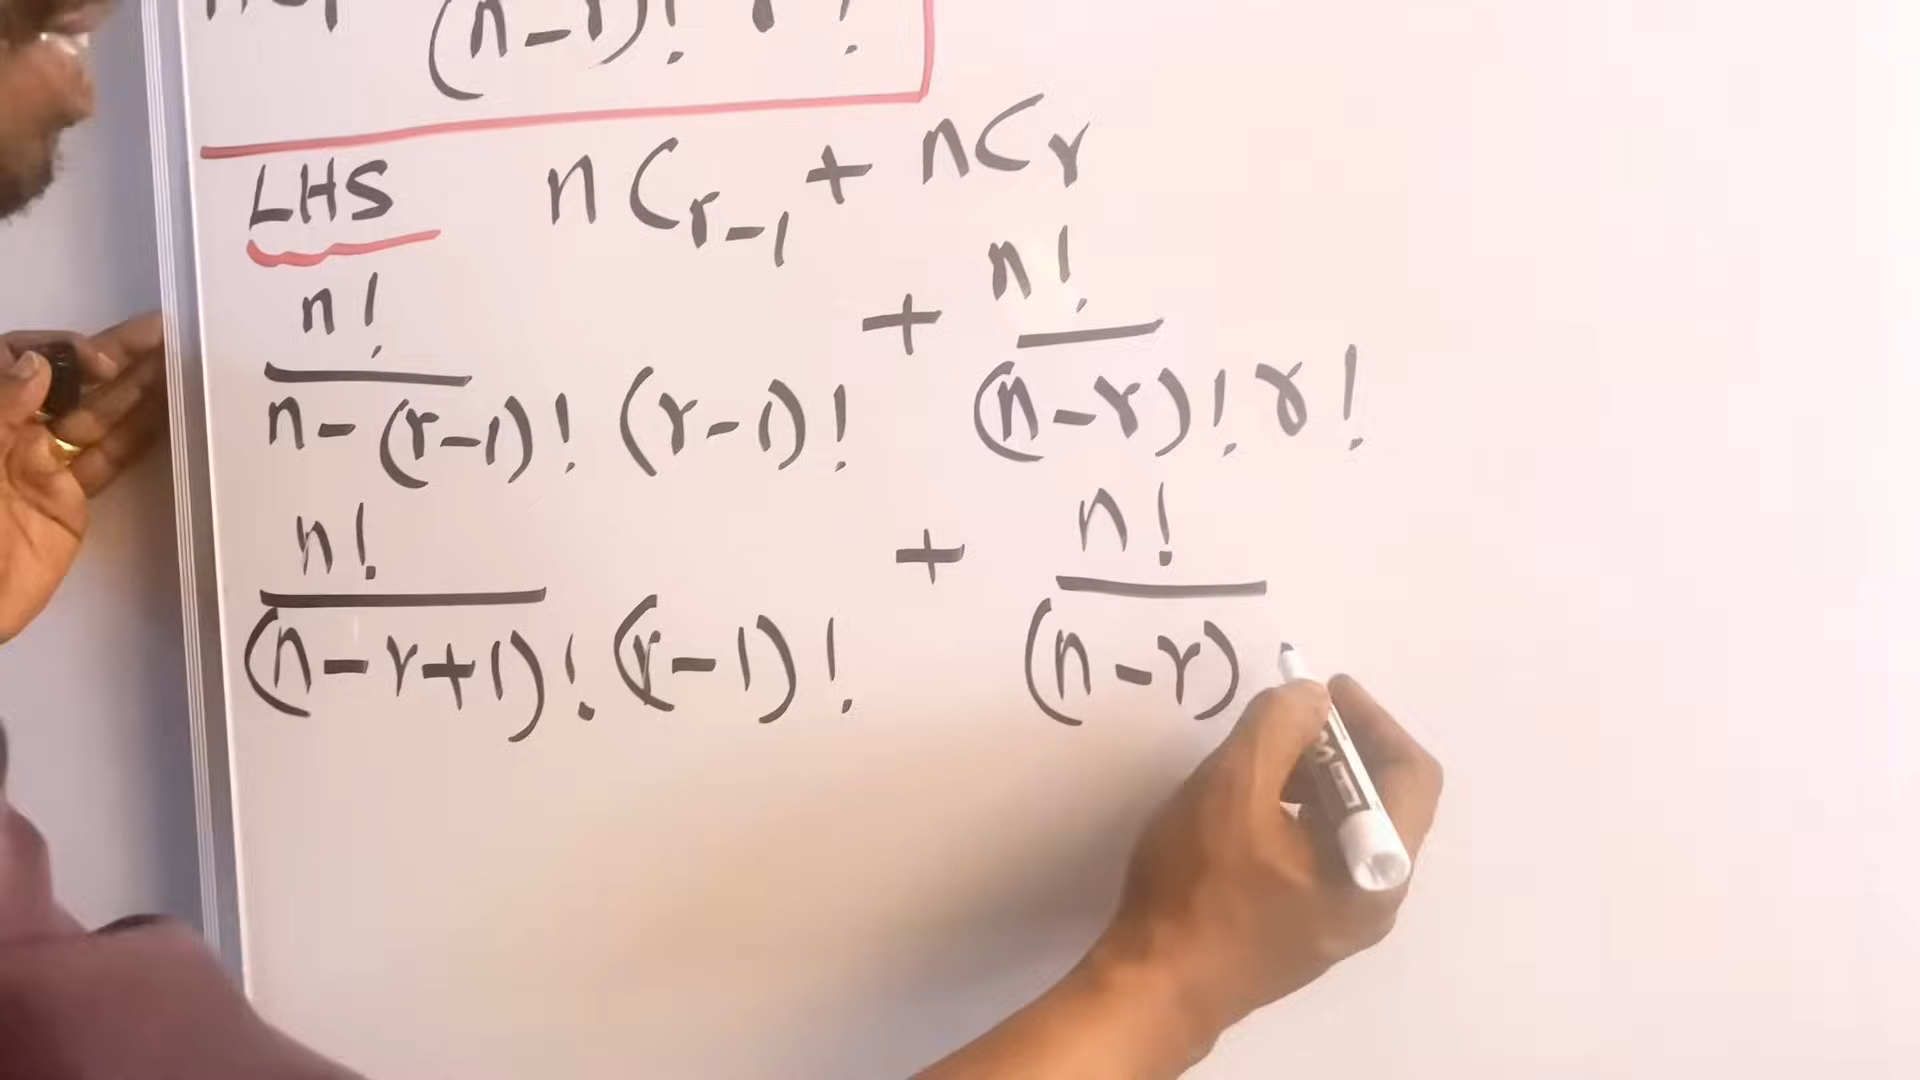 (n-r)! r!
LHS nCr-1 + nCr
n! + n!
n-(r-1)! (r-1)! (n-r)! r!
n! + n!
(n-r+1)! (r-1)! (n-r)